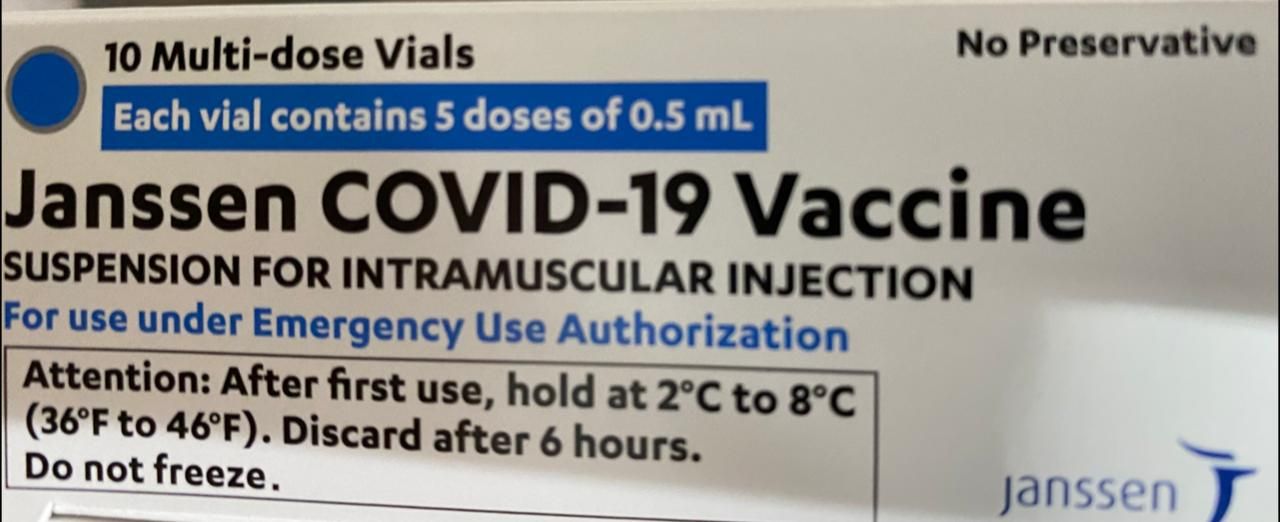 10 Multi-dose Vials
No Preservative
Each vial contains 5 doses of 0.5 mL
Janssen COVID-19 Vaccine
SUSPENSION FOR INTRAMUSCULAR INJECTION
For use under Emergency Use Authorization
Attention: After first use, hold at 2°C to 8°C
(36°F to 46°F). Discard after 6 hours.
Do not freeze.
janssen